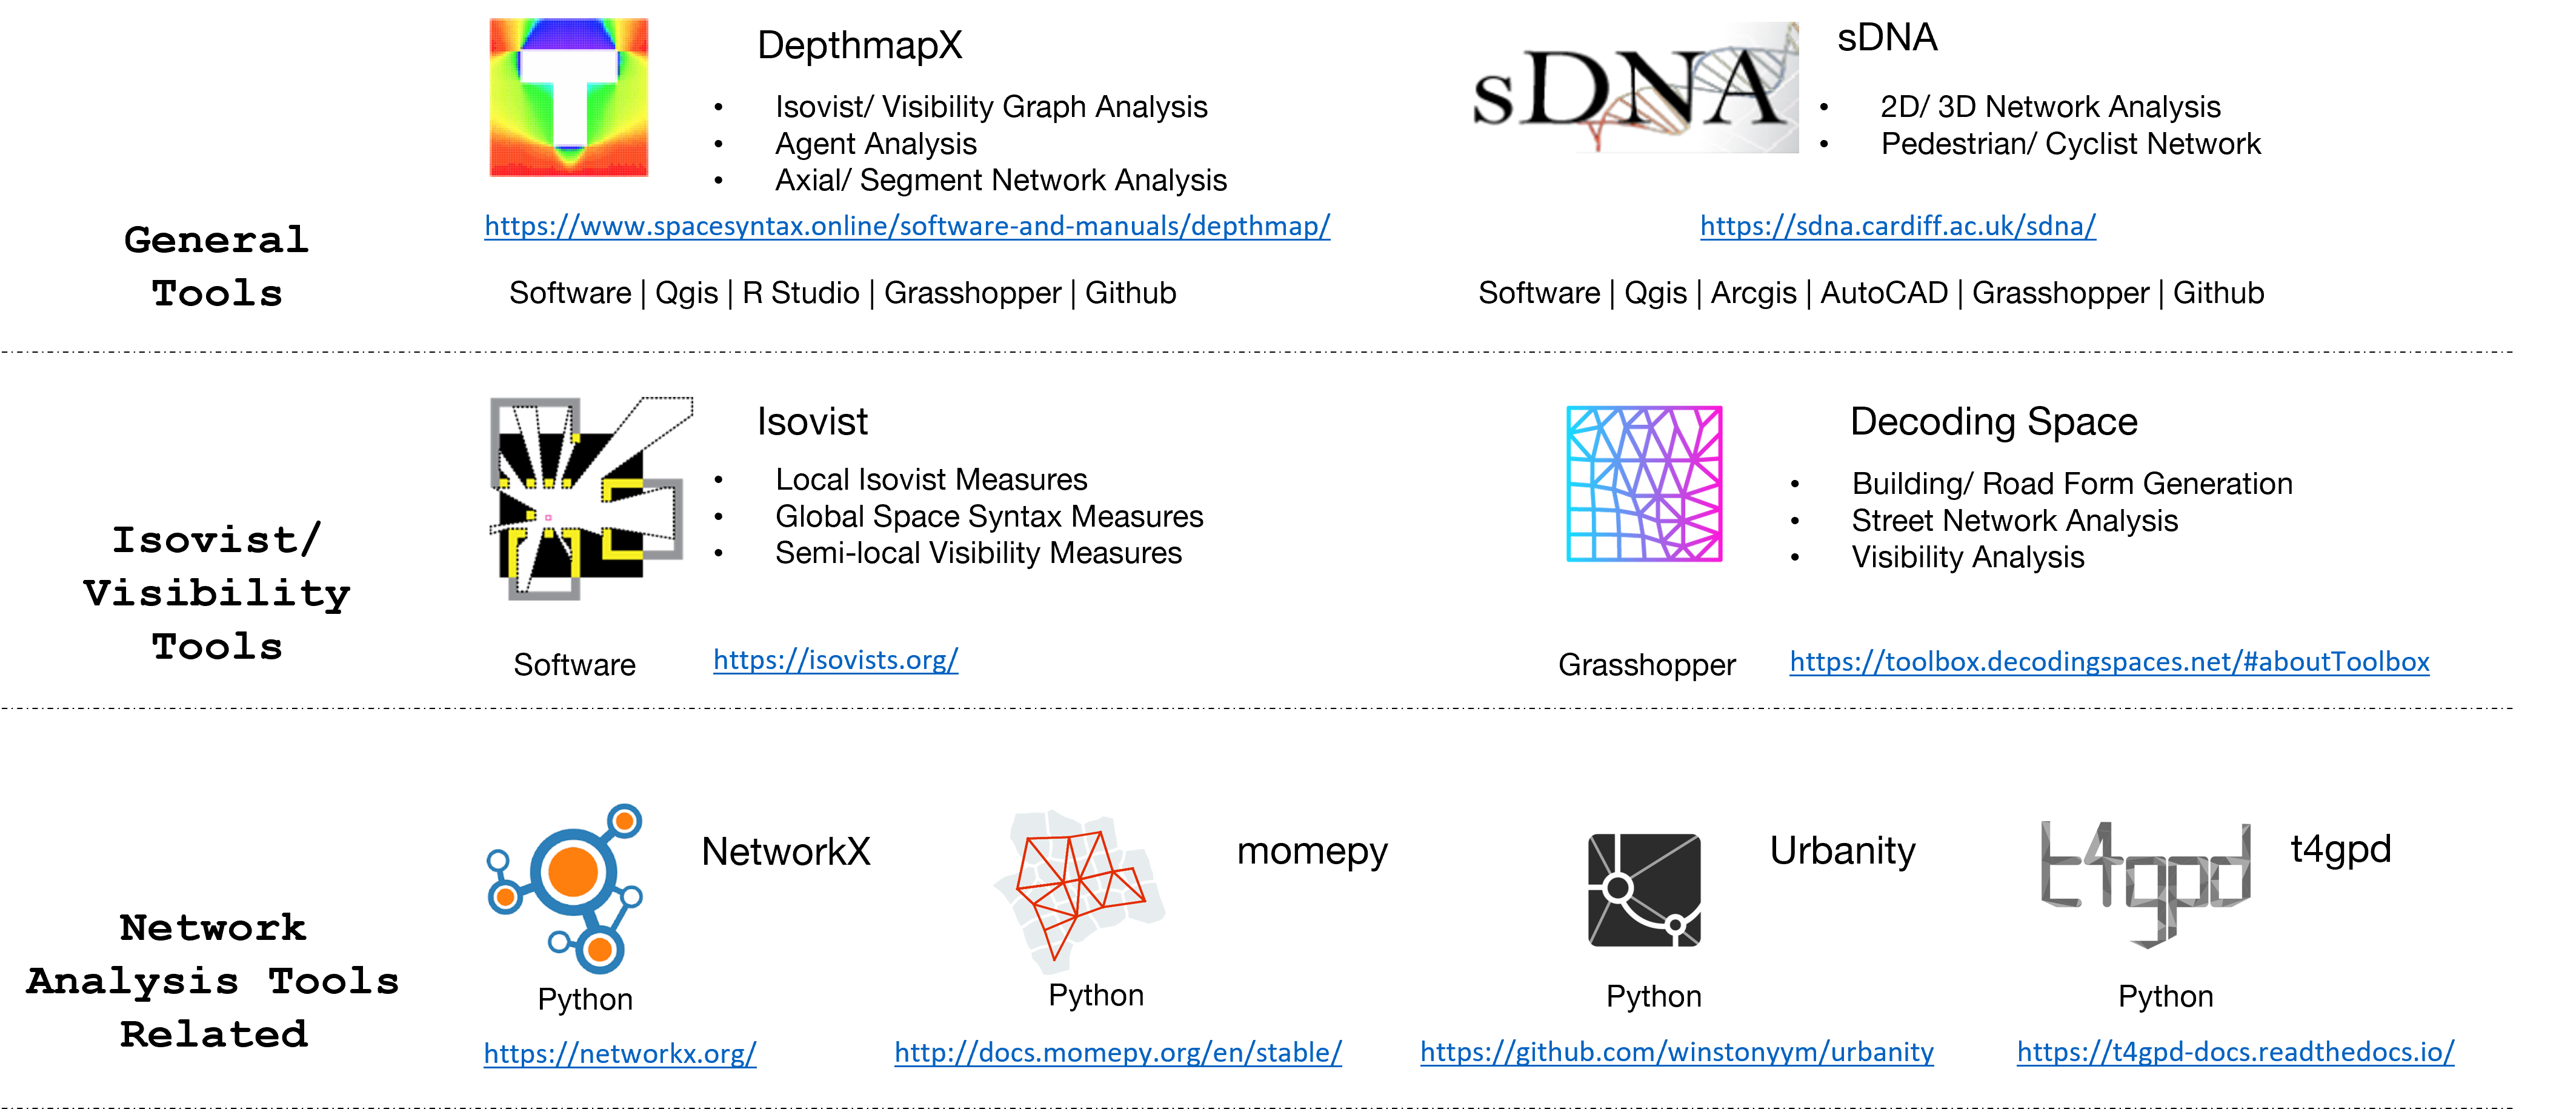 General
Tools
DepthmapX
• Isovist/ Visibility Graph Analysis
• Agent Analysis
• Axial/ Segment Network Analysis
https://www.spacesyntax.online/software-and-manuals/depthmap/
Software | Qgis | R Studio | Grasshopper | Github
sDNA
sDNA
• 2D/ 3D Network Analysis
• Pedestrian/ Cyclist Network
https://sdna.cardiff.ac.uk/sdna/
Software | Qgis | Arcgis | AutoCAD | Grasshopper | Github
Isovist/
Visibility
Tools
Isovist
• Local Isovist Measures
• Global Space Syntax Measures
• Semi-local Visibility Measures
Software
https://isovists.org/
Decoding Space
• Building/ Road Form Generation
• Street Network Analysis
• Visibility Analysis
Grasshopper
https://toolbox.decodingspaces.net/#aboutToolbox
Network
Analysis Tools
Related
NetworkX
Python
https://networkx.org/
momepy
Python
http://docs.momepy.org/en/stable/
Urbanity
Python
https://github.com/winstonyym/urbanity
t4gpd
t4gpd
Python
https://t4gpd-docs.readthedocs.io/